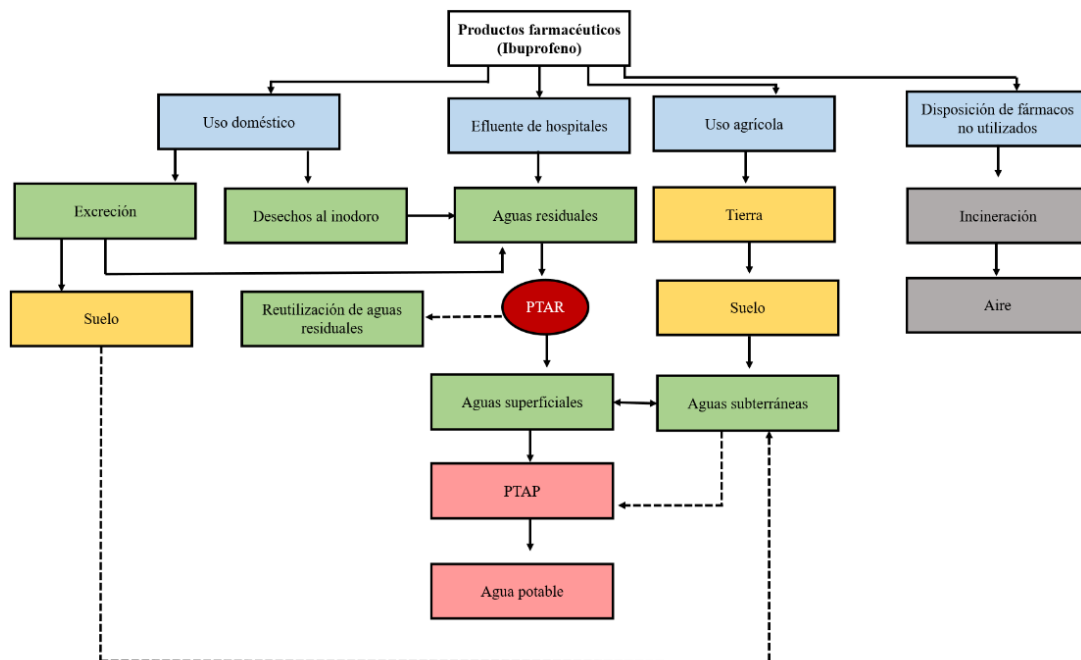 Productos farmacéuticos
(Ibuprofeno)
Uso doméstico
Efluente de hospitales
Uso agrícola
Disposición de fármacos
no utilizados
Excreción
Desechos al inodoro
Aguas residuales
Tierra
Incineración
Suelo
Reutilización de aguas
residuales
PTAR
Suelo
Aire
Aguas superficiales
Aguas subterráneas
PTAP
Agua potable